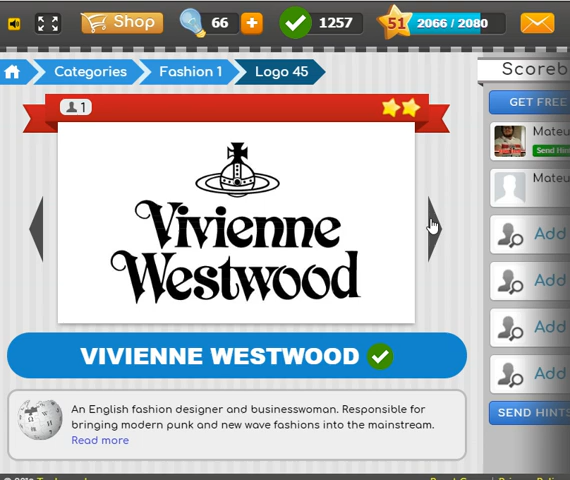 Shop
66
1257
51
2066 / 2080
Categories
Fashion 1
Logo 45
Scoreb
GET FREE
1
Mateu
Send Hin
Mateu
Vivienne
Westwood
Add
Add
Add
Add
VIVIENNE WESTWOOD
SEND HINTS
An English fashion designer and businesswoman. Responsible for
bringing modern punk and new wave fashions into the mainstream.
Read more